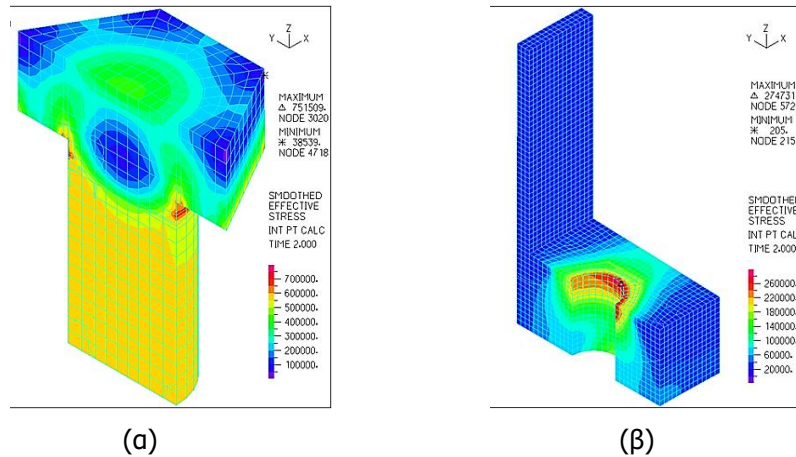 Z
Y X
MAXIMUM
Δ 751509.
NODE 3020
MINIMUM
* 38539.
NODE 4718
SMOOTHED
EFFECTIVE
STRESS
INT PT CALC
TIME 2.000
700000.
600000.
500000.
400000.
300000.
200000.
100000.
(α)
Z
Y X
MAXIMUM
Δ 274731
NODE 572
MINIMUM
* 205.
NODE 215
SMOOTHED
EFFECTIVE
STRESS
INT PT CALC
TIME 2.000
260000.
220000.
180000.
140000.
100000.
60000.
20000.
(β)